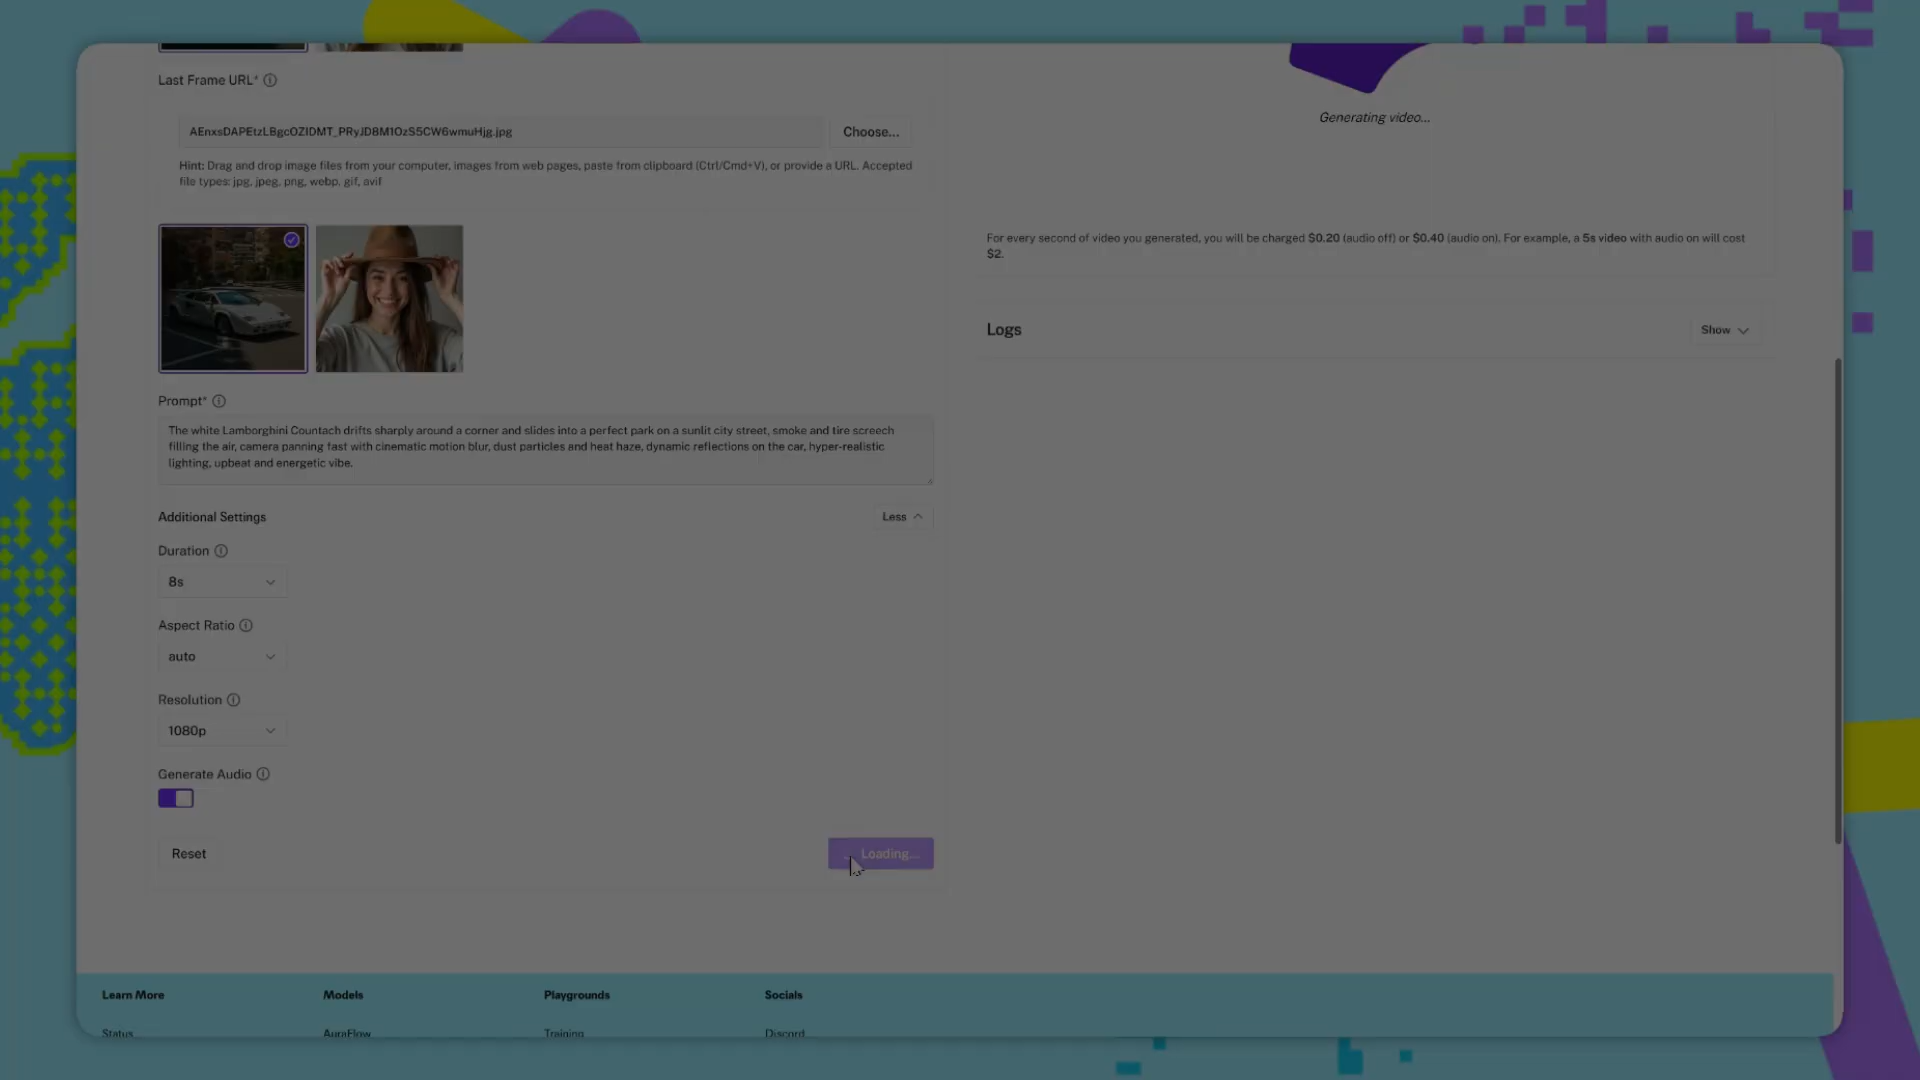 Last Frame URL*
AEnxsDAPEtzLBgcOZIDMT_PRyJD8M1OzS5CW6wmuHjg.jpg
Choose...
Hint: Drag and drop image files from your computer, images from web pages, paste from clipboard (Ctrl/Cmd+V), or provide a URL. Accepted
file types: jpg, jpeg, png, webp, gif, avif
Prompt*
The white Lamborghini Countach drifts sharply around a corner and slides into a perfect park on a sunlit city street, smoke and tire screech
filling the air, camera panning fast with cinematic motion blur, dust particles and heat haze, dynamic reflections on the car, hyper-realistic
lighting, upbeat and energetic vibe.
Additional Settings
Less
Duration
8s
Aspect Ratio
auto
Resolution
1080p
Generate Audio
Reset
Loading...
Generating video...
For every second of video you generated, you will be charged $0.20 (audio off) or $0.40 (audio on). For example, a 5s video with audio on will cost
$2.
Logs
Show
Learn More
Models
Playgrounds
Socials
Status
AuraFlow
Training
Discord